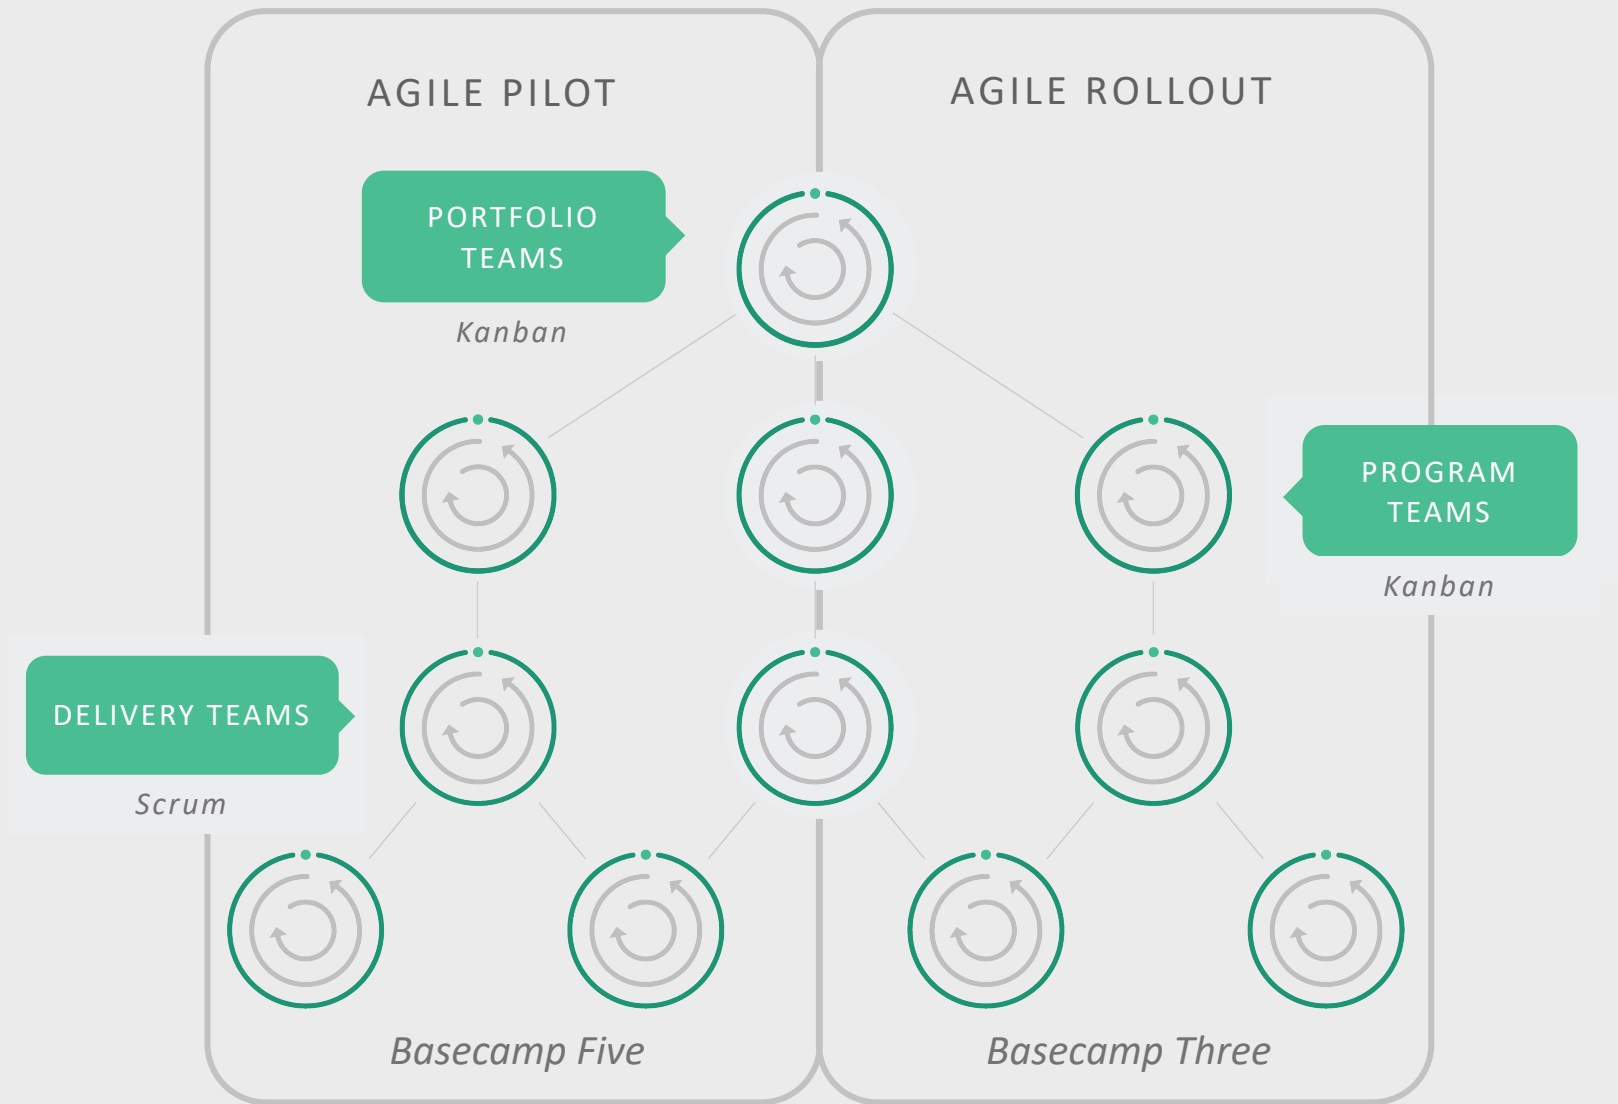 AGILE PILOT
AGILE ROLLOUT
PORTFOLIO
TEAMS
Kanban
PROGRAM
TEAMS
Kanban
DELIVERY TEAMS
Scrum
Basecamp Five
Basecamp Three